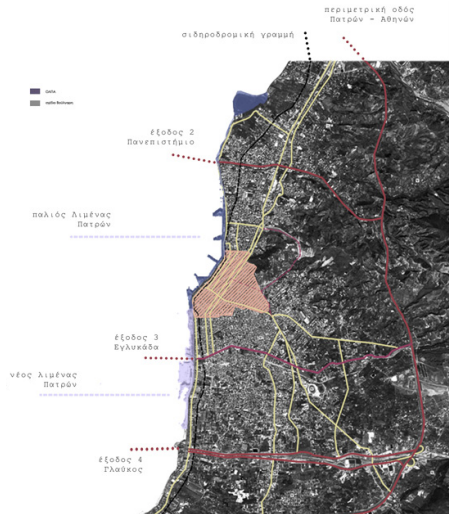 περιμετρική οδός
Πατρών - Αθηνών
σιδηροδρομική γραμμή
έξοδος 2
Πανεπιστήμιο
παλιός Λιμένας
Πατρών
έξοδος 3
Εγλυκάδα
νέος λιμένας
Πατρών
έξοδος 4
Γλαύκος